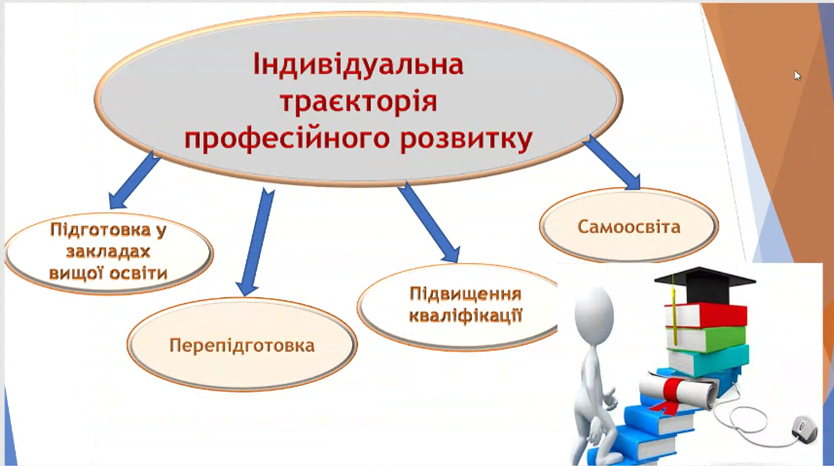 Індивідуальна
траєкторія
професійного розвитку
Підготовка у
закладах
вищої освіти
Перепідготовка
Підвищення
кваліфікації
Самоосвіта